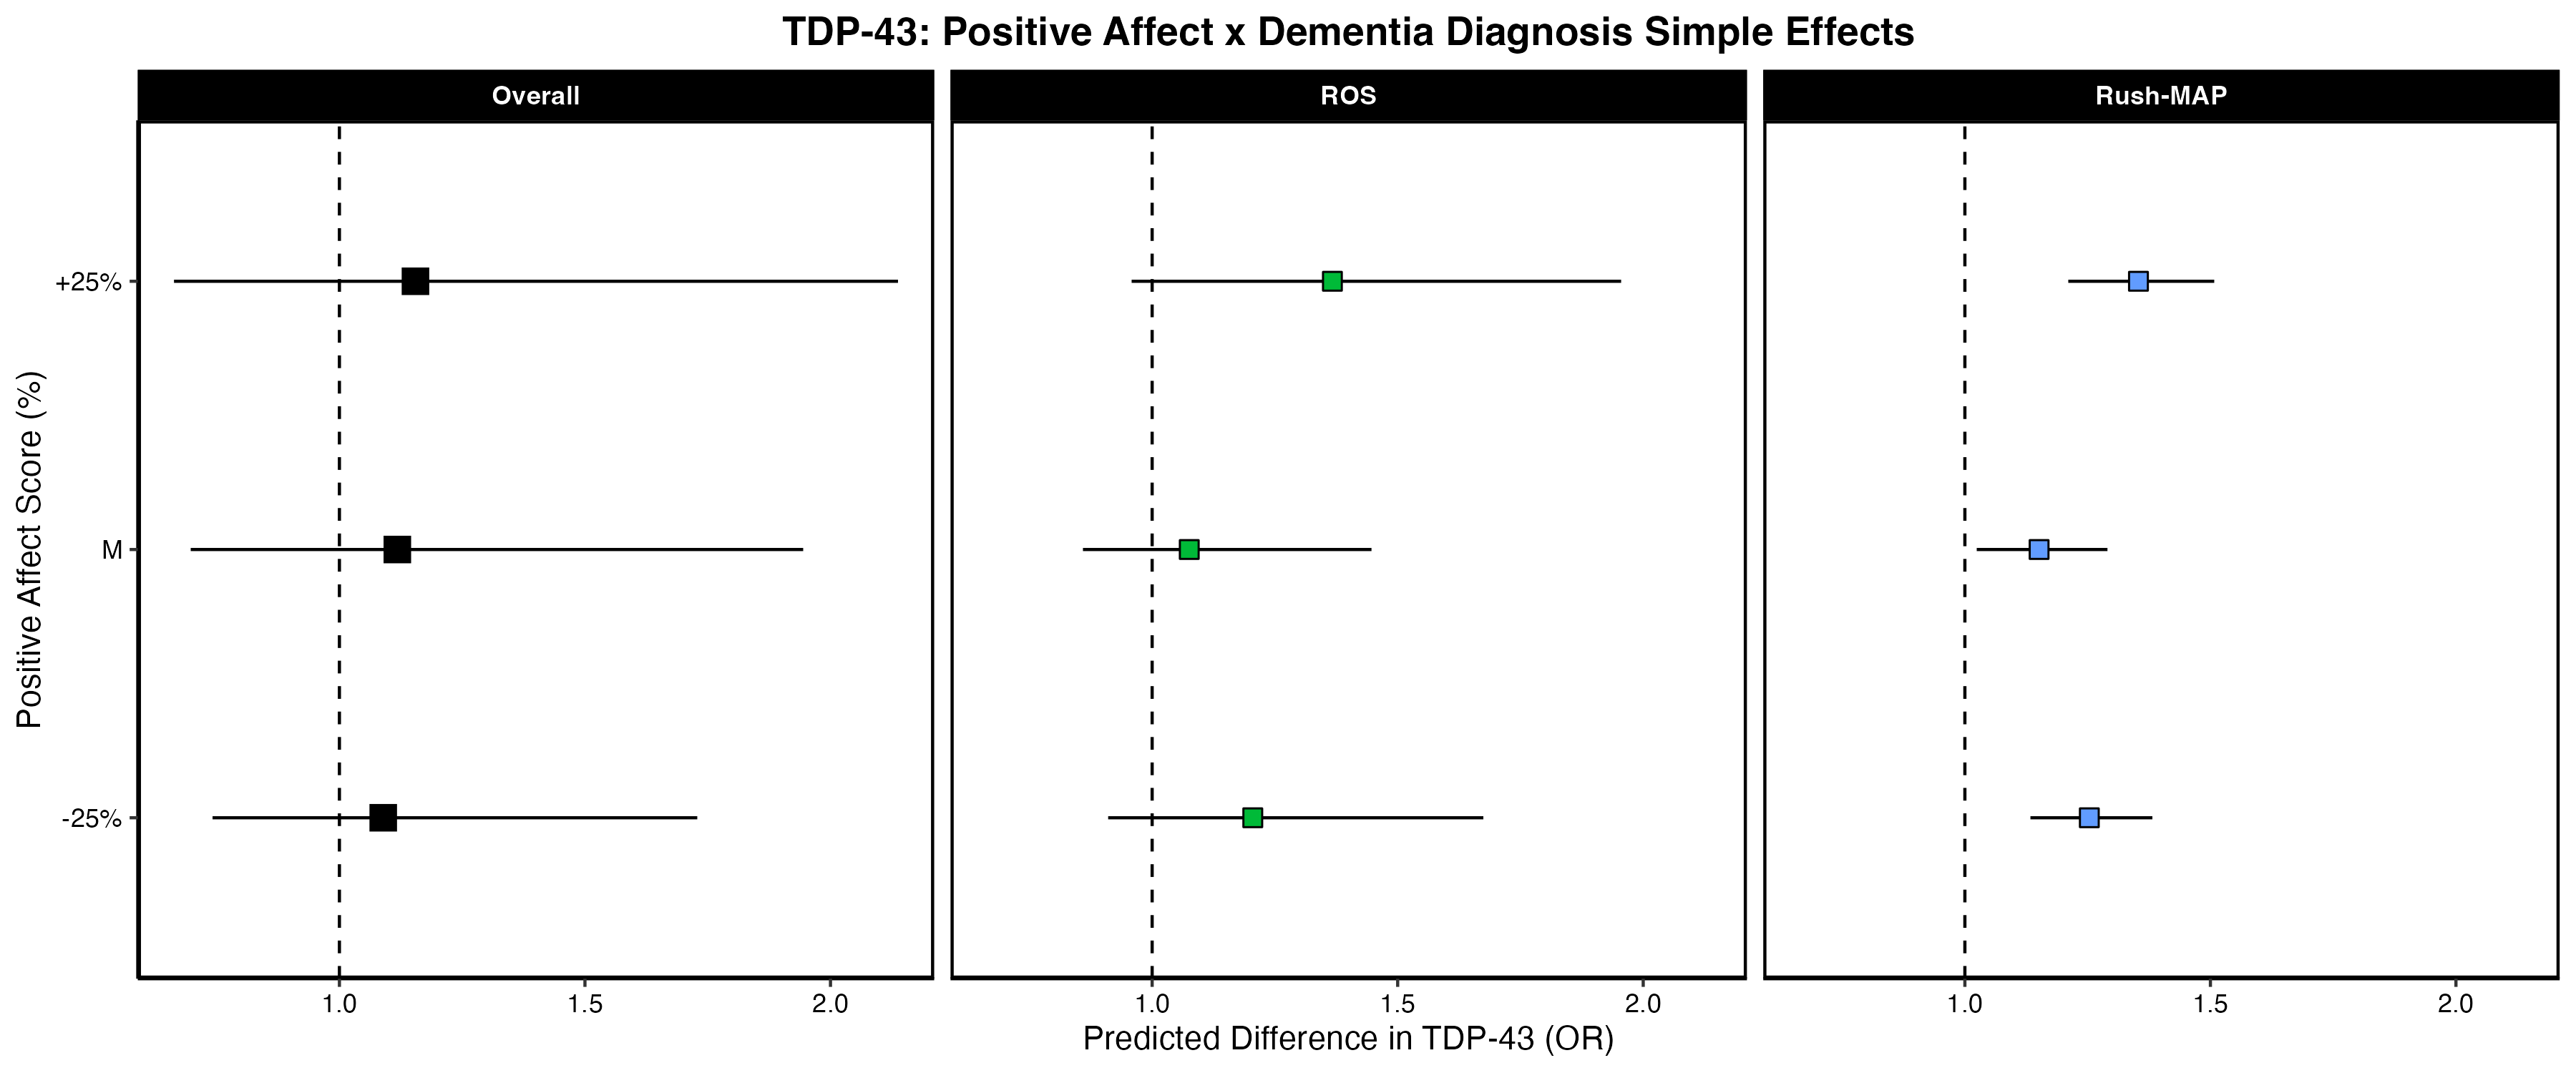 TDP-43: Positive Affect x Dementia Diagnosis Simple Effects
Overall
ROS
Rush-MAP
Positive Affect Score (%)
+25%
M
-25%
1.0
1.5
2.0
1.0
1.5
2.0
1.0
1.5
2.0
Predicted Difference in TDP-43 (OR)